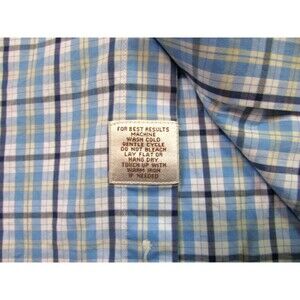 FOR BEST RESULTS
MACHINE
WASH COLD
GENTLE CYCLE
DO NOT BLEACH
LAY FLAT OR
HANG DRY
TOUCH UP WITH
WARM IRON
IF NEEDED